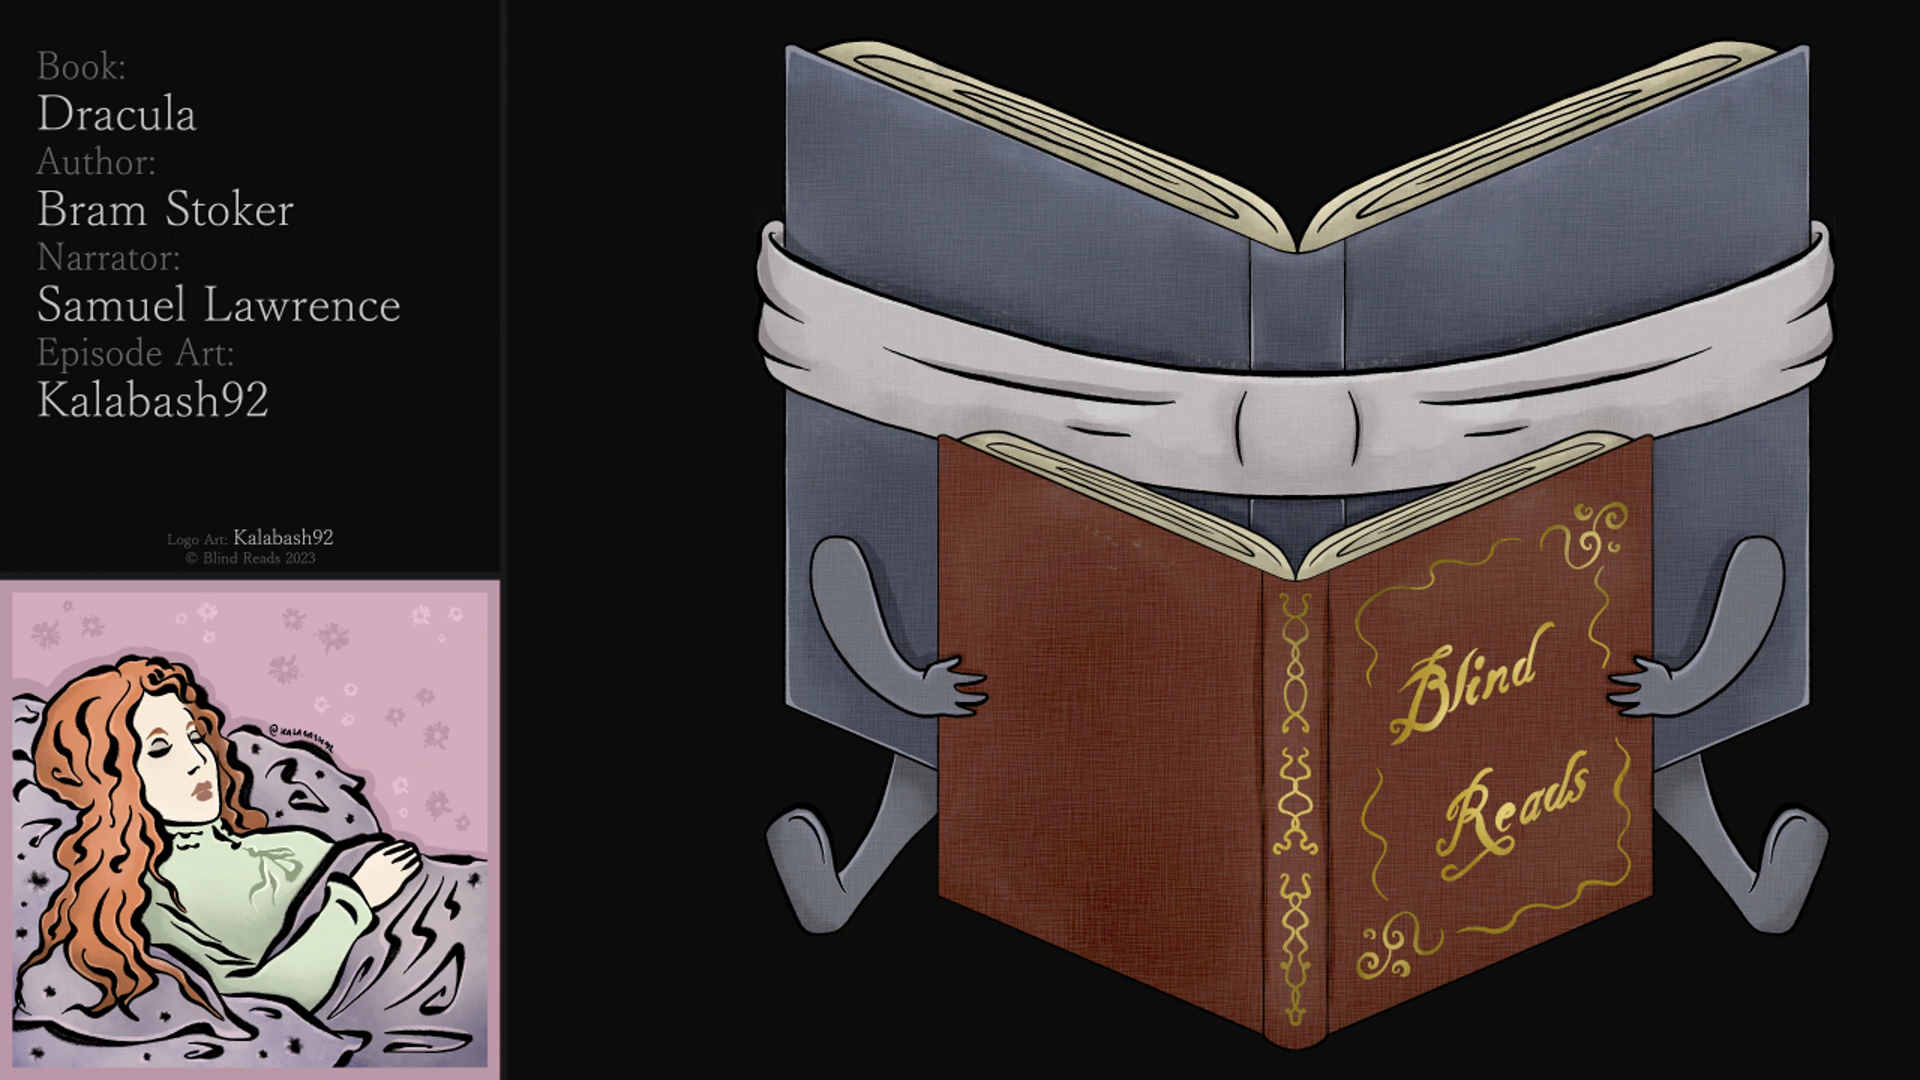 Book:
Dracula
Author:
Bram Stoker
Narrator:
Samuel Lawrence
Episode Art:
Kalabash92
Logo Art: Kalabash92
© Blind Reads 2023
@KALABASH92
Blind
Reads